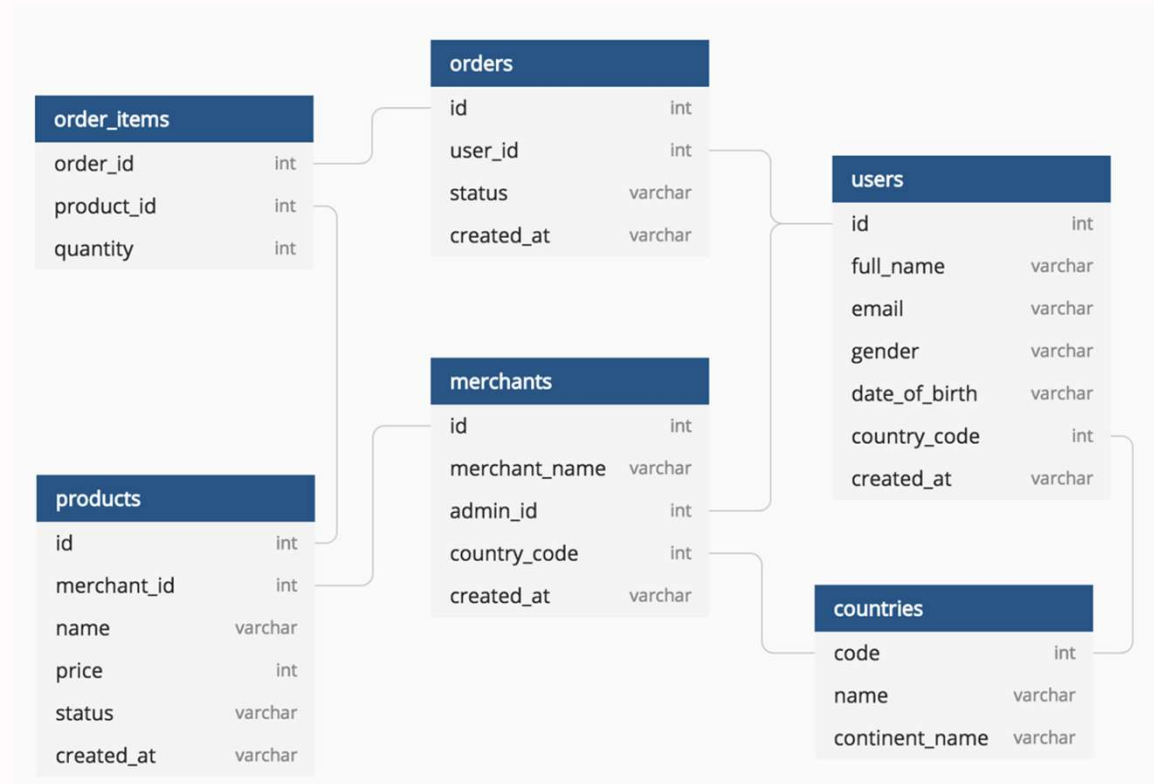 orders
id int
user_id int
status varchar
created_at varchar
order_items
order_id int
product_id int
quantity int
users
id int
full_name varchar
email varchar
gender varchar
date_of_birth varchar
country_code int
created_at varchar
merchants
id int
merchant_name varchar
admin_id int
country_code int
created_at varchar
products
id int
merchant_id int
name varchar
price int
status varchar
created_at varchar
countries
code int
name varchar
continent_name varchar